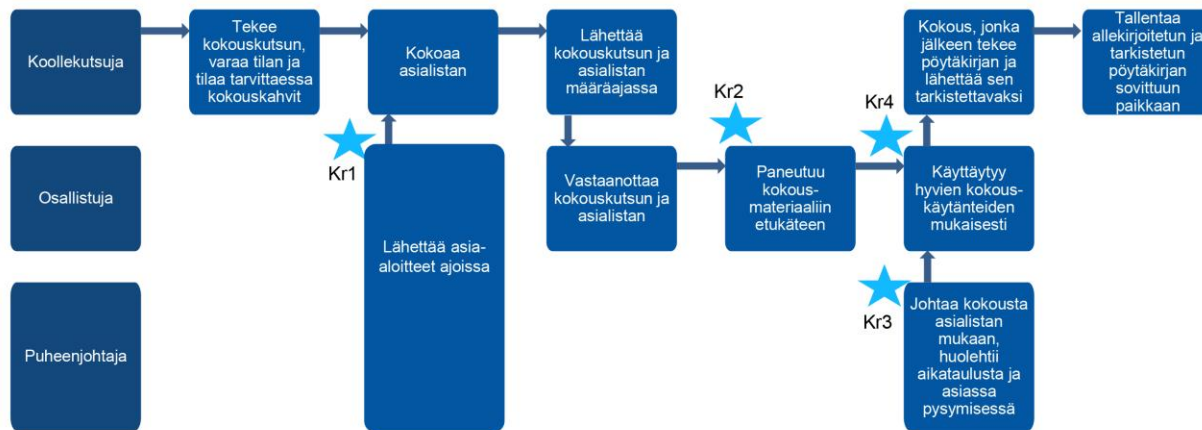 Koollekutsuja
Tekee
kokouskutsun,
varaa tilan ja
tilaa tarvittaessa
kokouskahvit
Kokoaa
asialistan
Lähettää
kokouskutsun ja
asialistan
määräajassa
Kokous, jonka
jälkeen tekee
pöytäkirjan ja
lähettää sen
tarkistettavaksi
Tallentaa
allekirjoitetun ja
tarkistetun
pöytäkirjan
sovittuun
paikkaan
Kr1
Kr2
Kr4
Osallistuja
Lähettää asia-
aloitteet ajoissa
Vastaanottaa
kokouskutsun ja
asialistan
Paneutuu
kokous-
materiaaliin
etukäteen
Käyttäytyy
hyvien kokous-
käytänteiden
mukaisesti
Kr3
Puheenjohtaja
Johtaa kokousta
asialistan
mukaan,
huolehtii
aikataulusta ja
asiassa
pysymisessä